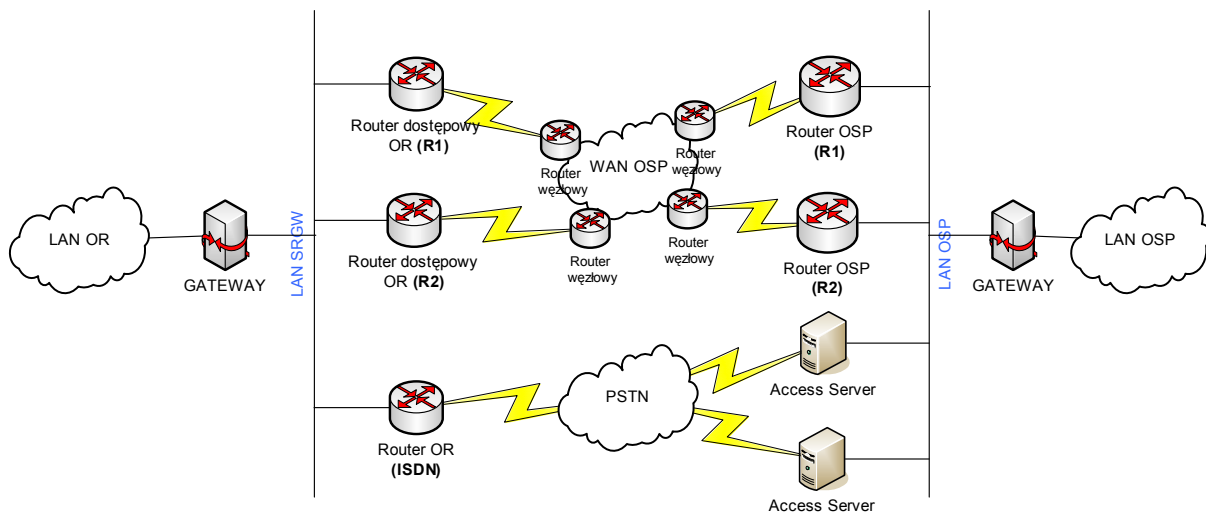 Router dostępowy
OR (R1)
Router
węzłowy
WAN OSP
Router
węzłowy
Router OSP
(R1)
LAN OR
GATEWAY
LAN SRGW
Router dostępowy
OR (R2)
Router
węzłowy
Router
węzłowy
Router OSP
(R2)
LAN OSP
GATEWAY
LAN OSP
Router OR
(ISDN)
PSTN
Access Server
Access Server